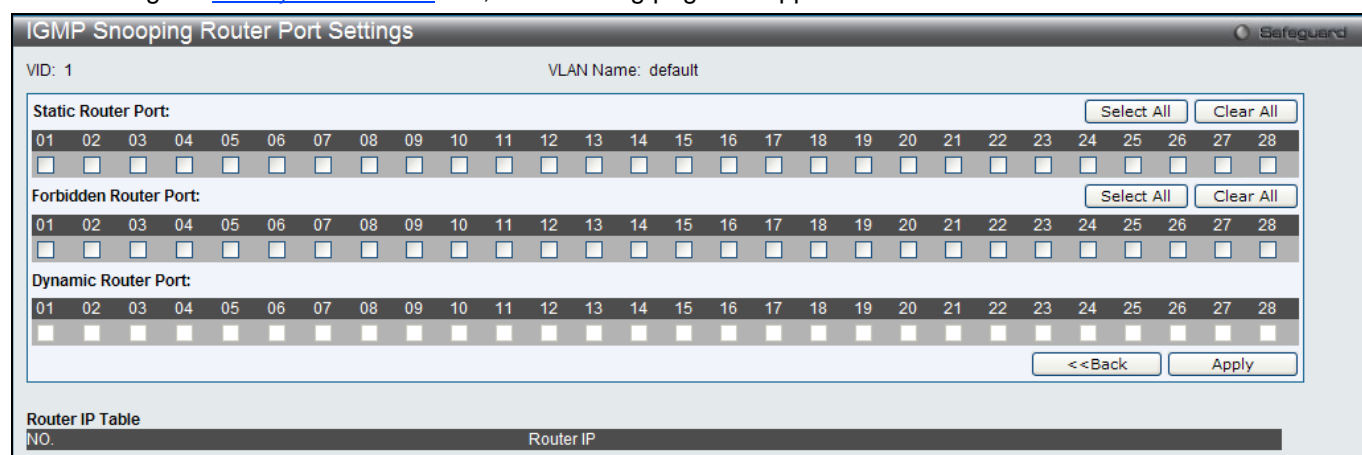 IGMP Snooping Router Port Settings Safeguard
VID: 1 VLAN Name: default
Static Router Port: Select All Clear All
01 02 03 04 05 06 07 08 09 10 11 12 13 14 15 16 17 18 19 20 21 22 23 24 25 26 27 28
Forbidden Router Port: Select All Clear All
01 02 03 04 05 06 07 08 09 10 11 12 13 14 15 16 17 18 19 20 21 22 23 24 25 26 27 28
Dynamic Router Port:
01 02 03 04 05 06 07 08 09 10 11 12 13 14 15 16 17 18 19 20 21 22 23 24 25 26 27 28
<<Back Apply
Router IP Table
NO. Router IP